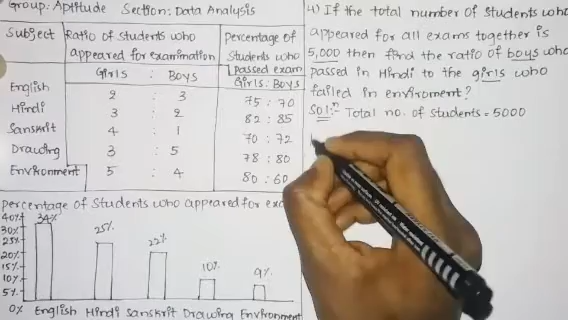 Group: Aptitude Section: Data Analysis
Subject
Ratio of Students who appeared for examination
Percentage of Students who passed exam
Girls : Boys
Girls : Boys
English 2 : 3 75 : 70
Hindi 3 : 2 82 : 85
Sanskrit 4 : 1 70 : 72
Drawing 3 : 5 78 : 80
Environment 5 : 4 80 : 60
percentage of Students who appeared for
40%
30%
25%
20%
15%
10%
5%
0%
34%
25%
22%
10%
9%
English Hindi Sanskrit Drawing Environment
4) If the total number of Students who
appeared for all exams together is
5,000 then find the ratio of boys who
passed in Hindi to the girls who
failed in enviroment?
Solⁿ:- Total no. of Students = 5000